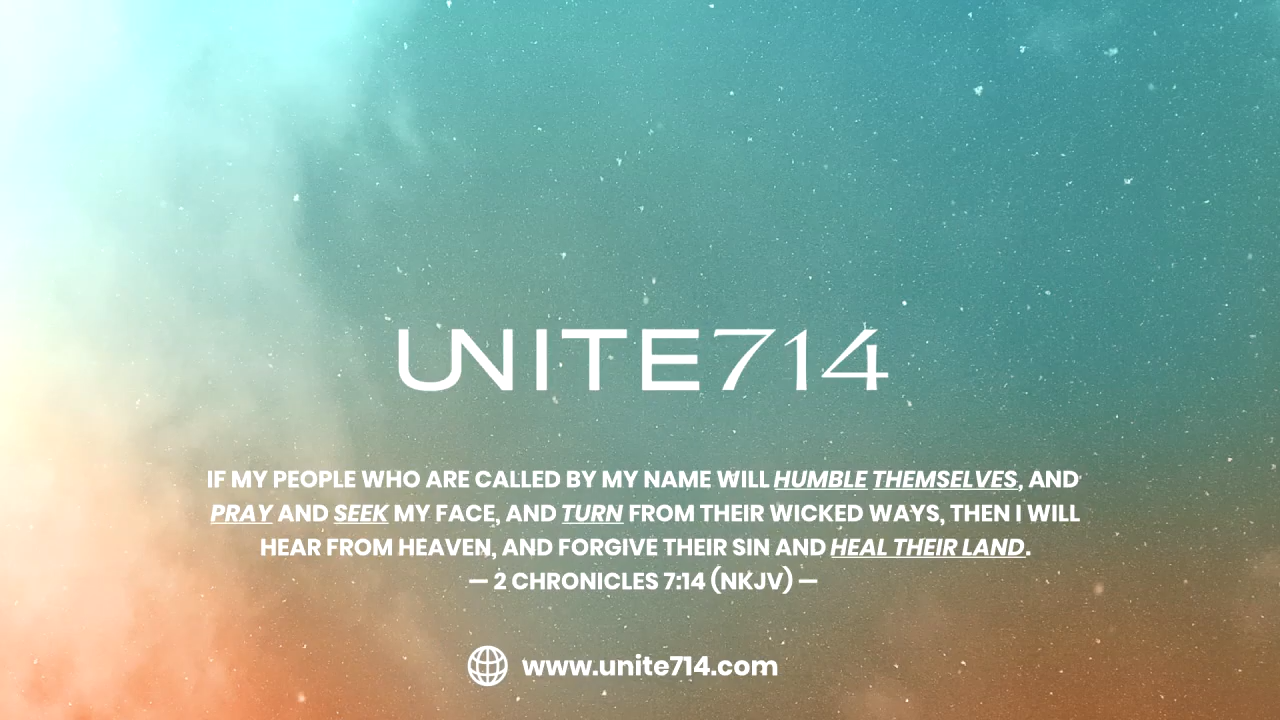 UNITE714
IF MY PEOPLE WHO ARE CALLED BY MY NAME WILL HUMBLE THEMSELVES, AND
PRAY AND SEEK MY FACE, AND TURN FROM THEIR WICKED WAYS, THEN I WILL
HEAR FROM HEAVEN, AND FORGIVE THEIR SIN AND HEAL THEIR LAND.
— 2 CHRONICLES 7:14 (NKJV) —
www.unite714.com